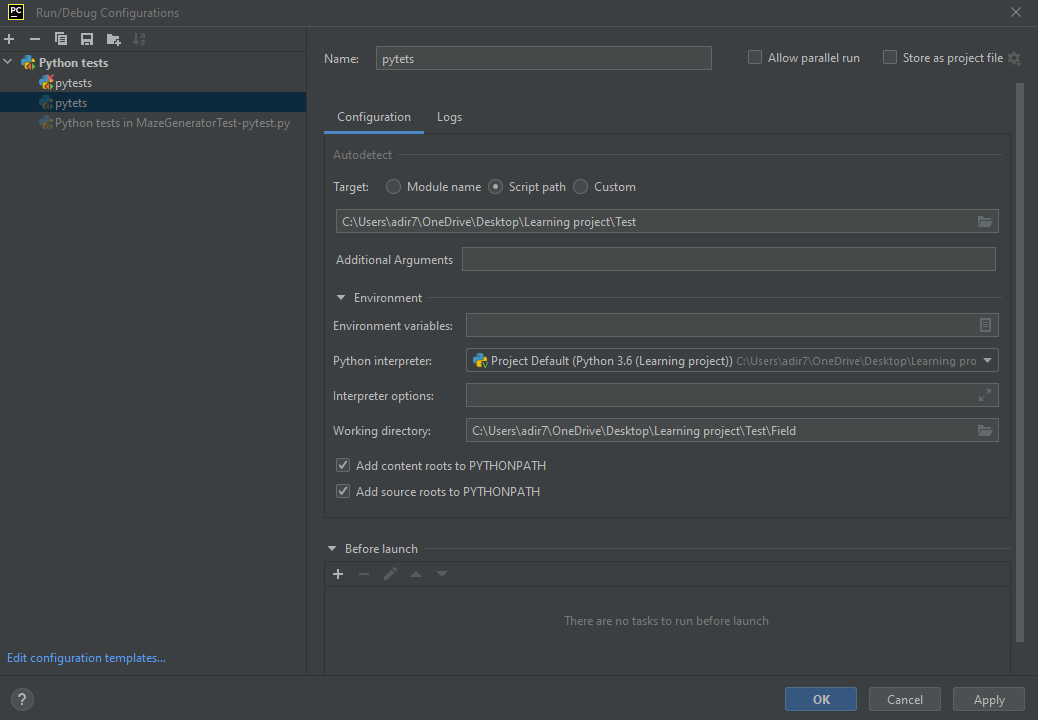 PC Run/Debug Configurations
Python tests
pytests
pytets
Python tests in MazeGeneratorTest-pytest.py
Edit configuration templates...
Name: pytets Allow parallel run Store as project file
Configuration Logs
Autodetect
Target: Module name Script path Custom
C:\Users\adir7\OneDrive\Desktop\Learning project\Test
Additional Arguments
Environment
Environment variables:
Python interpreter: Project Default (Python 3.6 (Learning project)) C:\Users\adir7\OneDrive\Desktop\Learning pro
Interpreter options:
Working directory: C:\Users\adir7\OneDrive\Desktop\Learning project\Test\Field
Add content roots to PYTHONPATH
Add source roots to PYTHONPATH
Before launch
There are no tasks to run before launch
? OK Cancel Apply